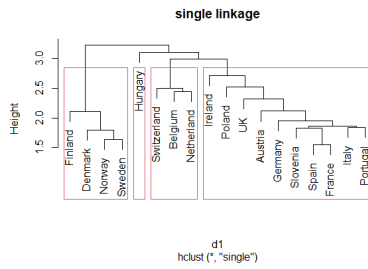 single linkage
Height
3.0
2.5
2.0
1.5
Finland
Denmark
Norway
Sweden
Hungary
Switzerland
Belgium
Netherland
Ireland
Poland
UK
Austria
Germany
Slovenia
Spain
France
Italy
Portugal
d1
hclust (*, "single")